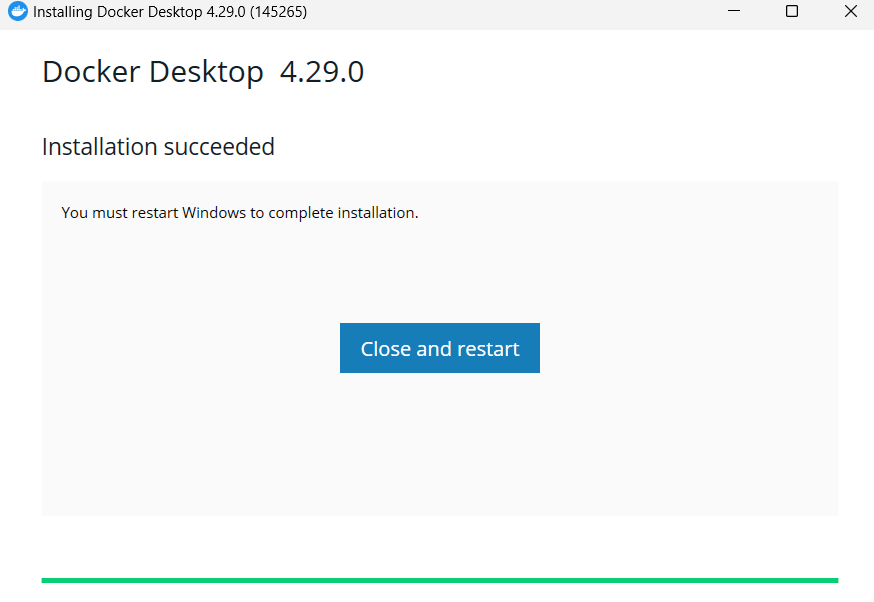 Installing Docker Desktop 4.29.0 (145265)
Docker Desktop 4.29.0
Installation succeeded
You must restart Windows to complete installation.
Close and restart